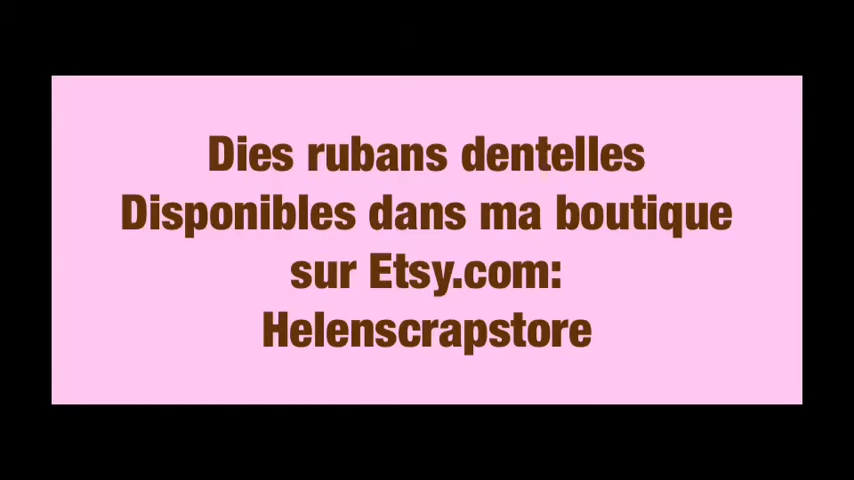 Dies rubans dentelles
Disponibles dans ma boutique
sur Etsy.com:
Helenscrapstore